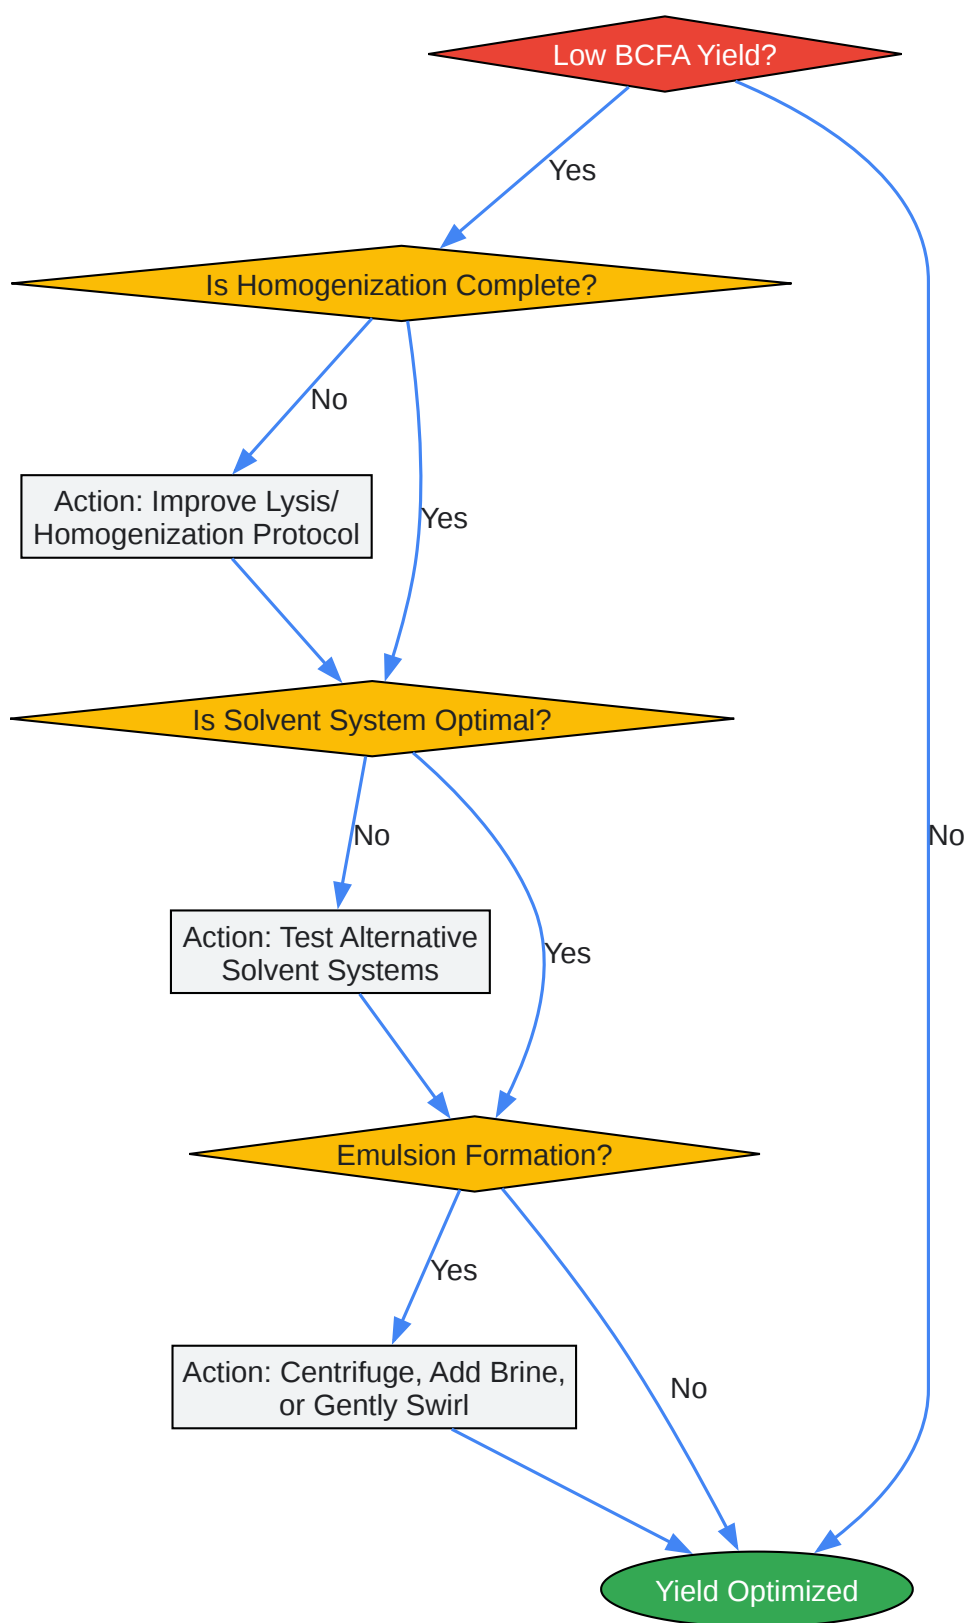 Low BCFA Yield?
Yes
Is Homogenization Complete?
No
Action: Improve Lysis/
Homogenization Protocol
Yes
Is Solvent System Optimal?
No
No
Action: Test Alternative
Solvent Systems
Yes
Emulsion Formation?
Yes
Action: Centrifuge, Add Brine,
or Gently Swirl
No
Yield Optimized